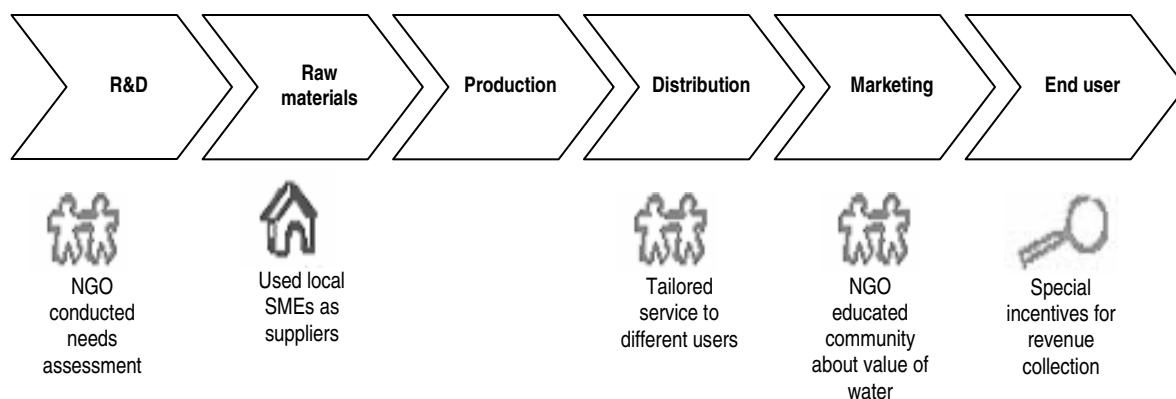 R&D
Raw
materials
Production
Distribution
Marketing
End user
NGO
conducted
needs
assessment
Used local
SMEs as
suppliers
Tailored
service to
different users
NGO
educated
community
about value of
water
Special
incentives for
revenue
collection